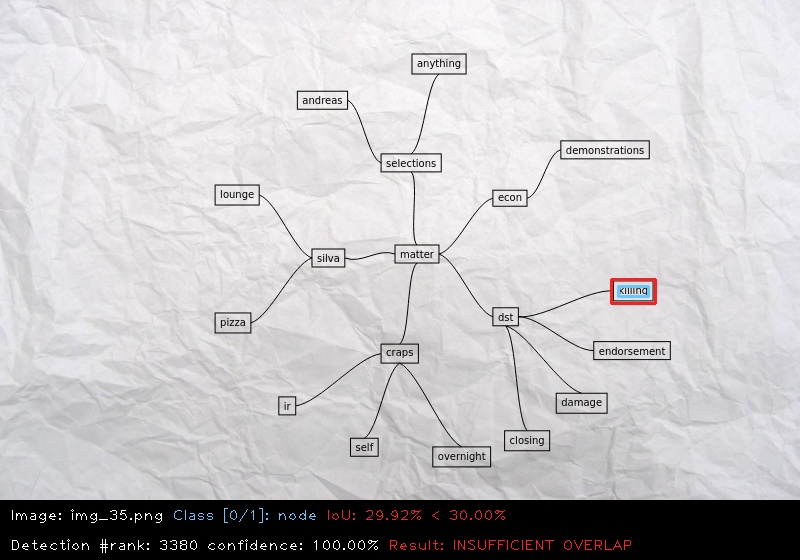 anything
andreas
selections
demonstrations
lounge
econ
silva
matter
killing
pizza
dst
craps
endorsement
ir
damage
self
closing
overnight
Image: img_35.png Class [0/1]: node IoU: 29.92% < 30.00%
Detection #rank: 3380 confidence: 100.00% Result: INSUFFICIENT OVERLAP